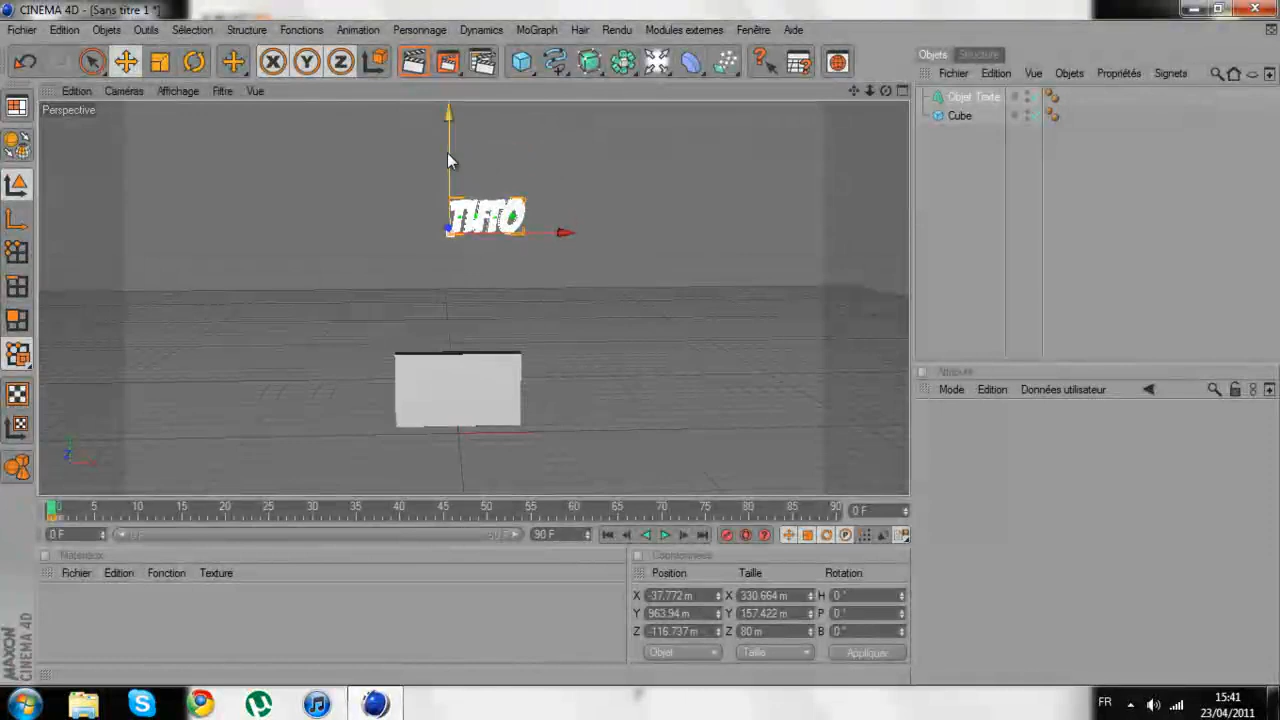 CINEMA 4D - [Sans titre 1 *]
Fichier Edition Objets Outils Sélection Structure Fonctions Animation Personnage Dynamics MoGraph Hair Rendu Modules externes Fenêtre Aide
X Y Z
Objets Structure
Fichier Edition Vue Objets Propriétés Signets
Edition Caméras Affichage Filtre Vue
Perspective
Objet Texte
Cube
TUTO
Attributs
Mode Edition Données utilisateur
0 5 10 15 20 25 30 35 40 45 50 55 60 65 70 75 80 85 90
0 F
0 F 90 F
Matériaux
Fichier Edition Fonction Texture
Coordonnées
Position Taille Rotation
X -37.772 m X 330.664 m H 0 °
Y 963.94 m Y 157.422 m P 0 °
Z -116.737 m Z 80 m B 0 °
Objet Taille Appliquer
MAXON
CINEMA 4D
FR
15:41
23/04/2011